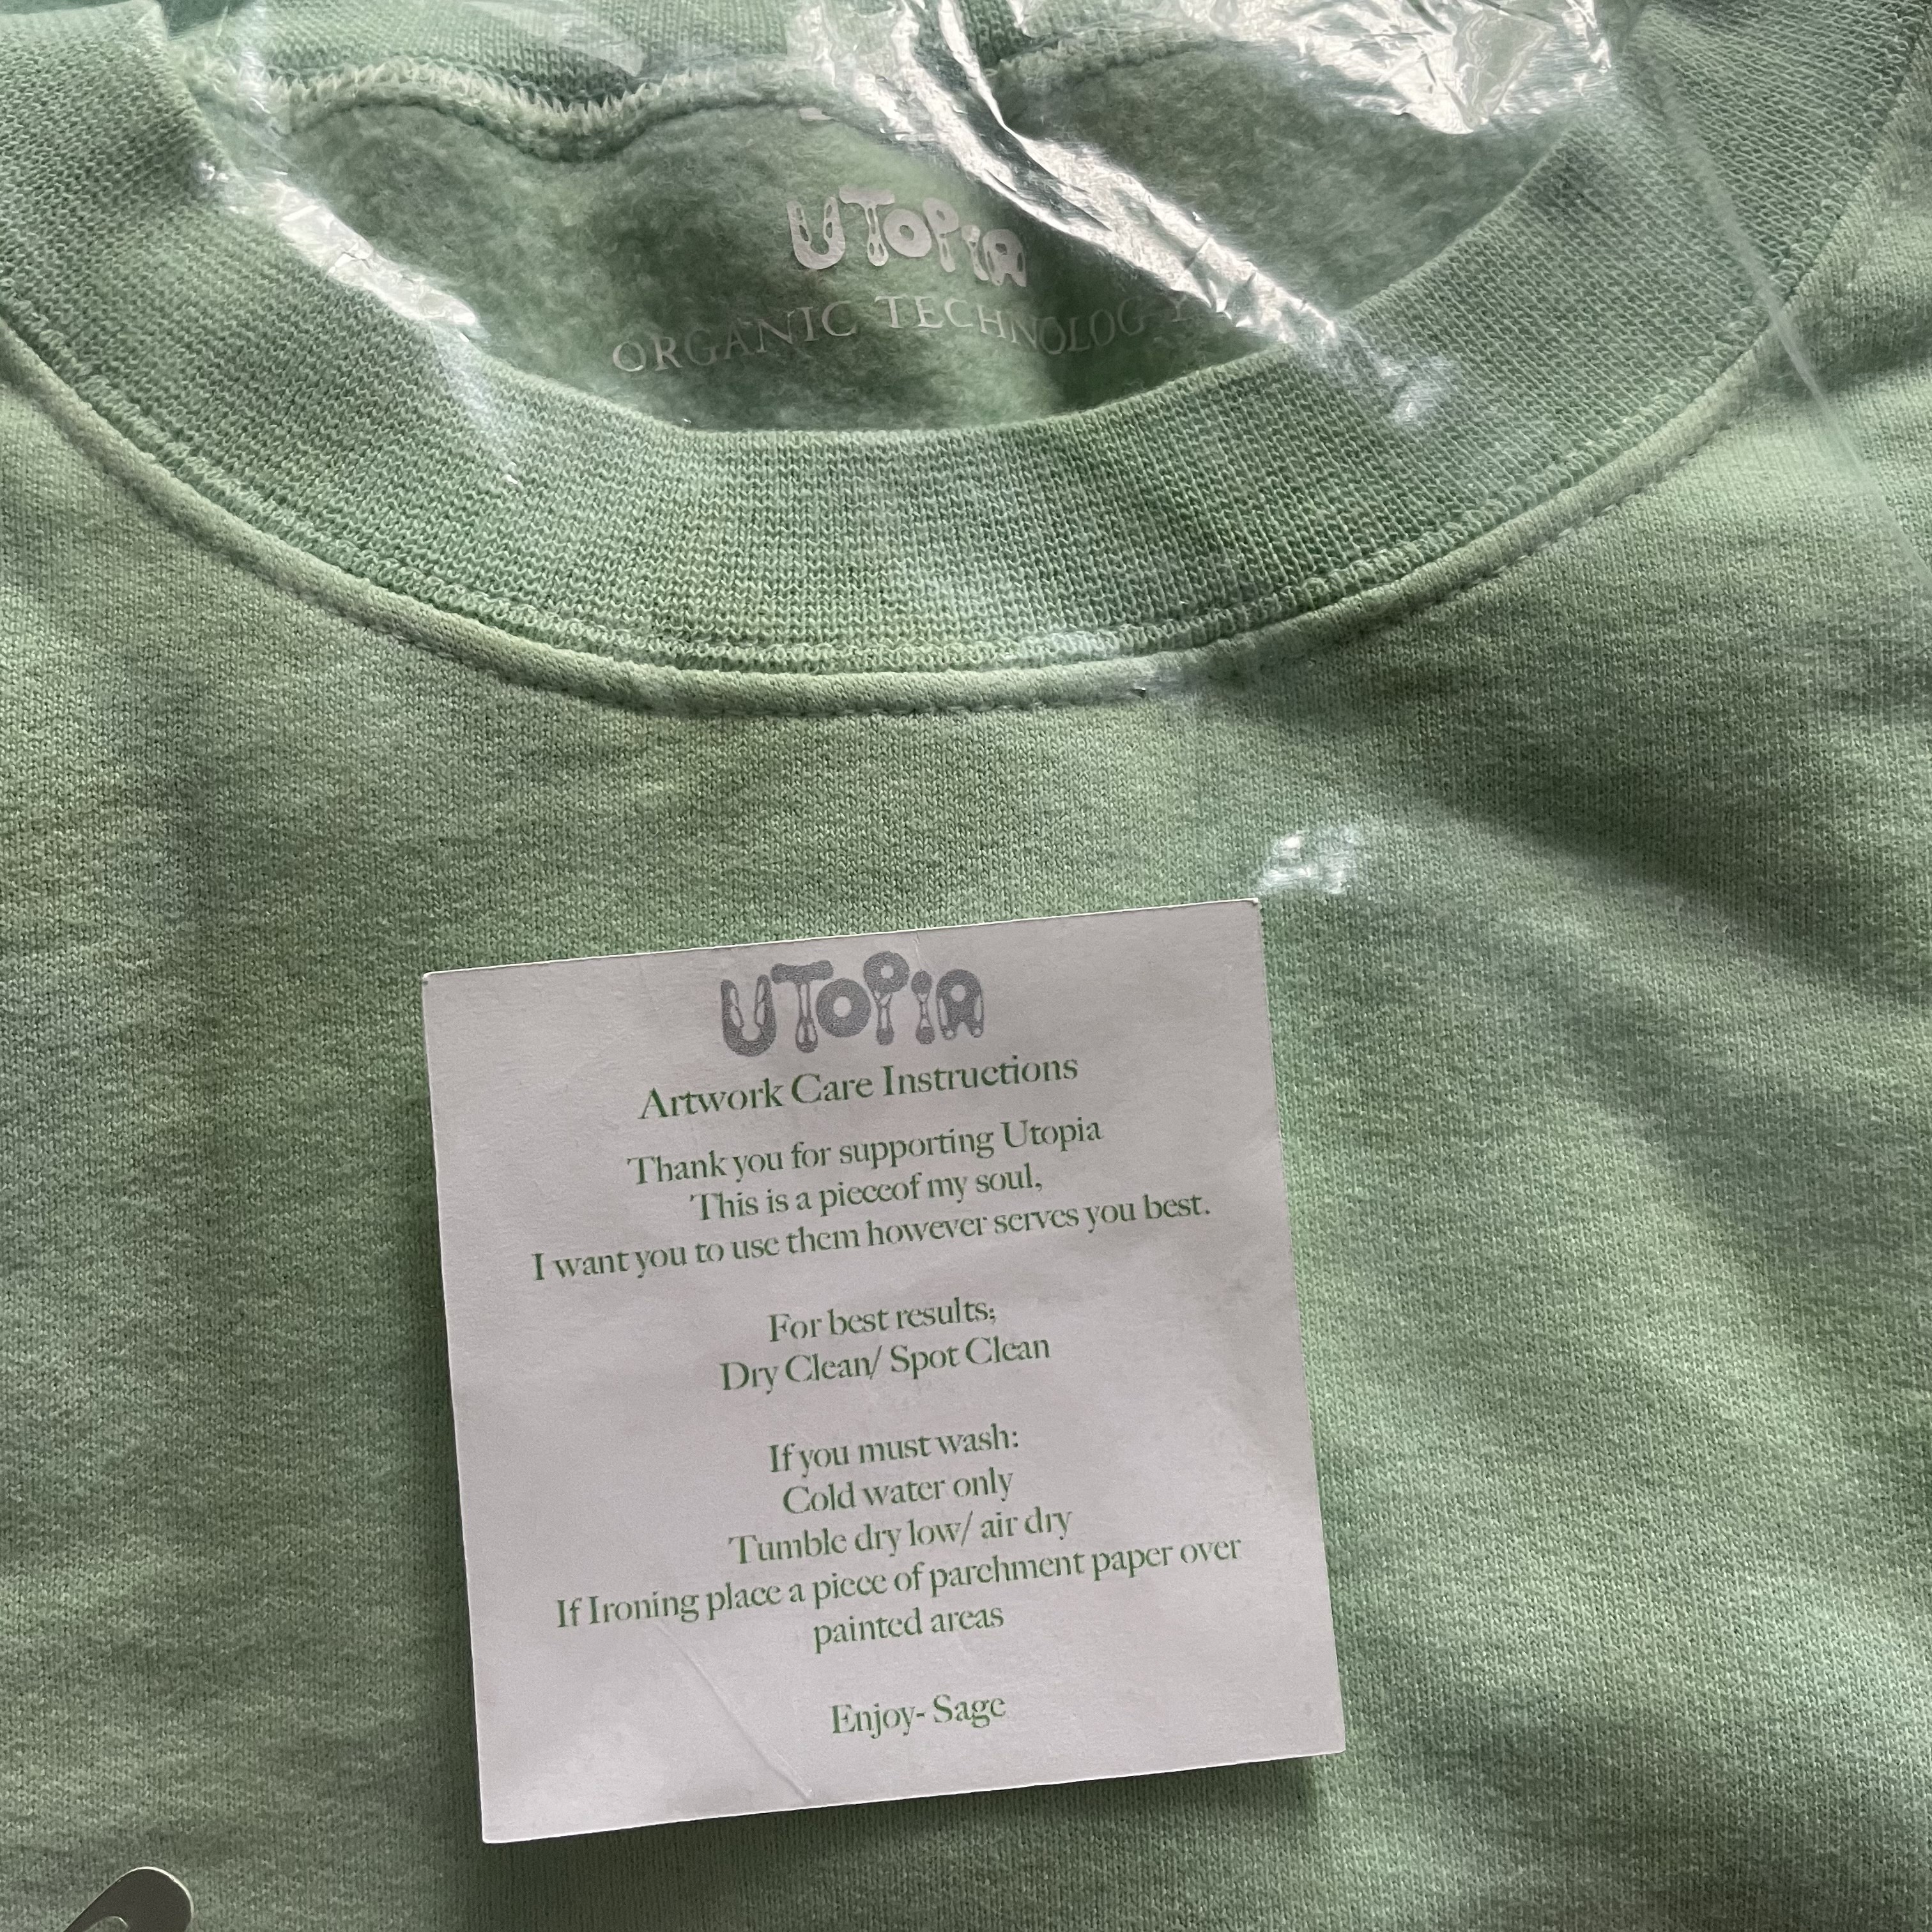 UTOPIA
ORGANIC TECHNOLOGY
UTOPIA
Artwork Care Instructions
Thank you for supporting Utopia
This is a pieceof my soul,
I want you to use them however serves you best.
For best results;
Dry Clean/ Spot Clean
If you must wash:
Cold water only
Tumble dry low/ air dry
If Ironing place a piece of parchment paper over
painted areas
Enjoy- Sage